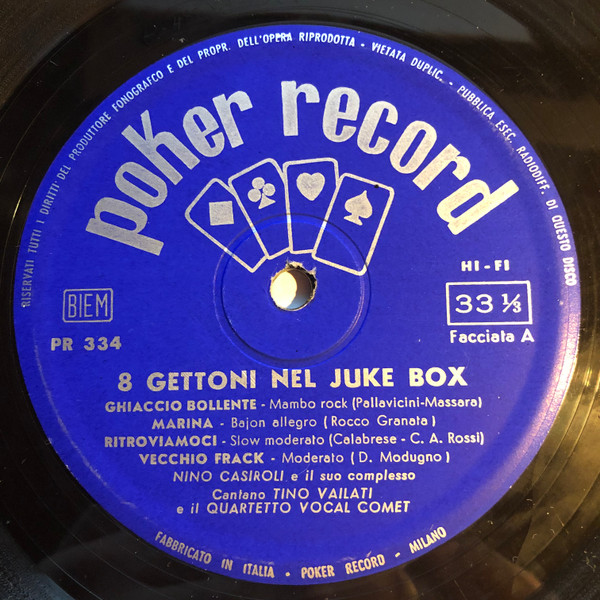 RISERVATI TUTTI I DIRITTI DEL PRODUTTORE FONOGRAFCO E DEL PROPR. DELL'OPERA RIPRODOTTA - VIETATA DUPLIC. - PUBBLICA ESEC. RADIODIFF. DI QUESTO DISCO
poker record
HI-FI
BIEM
33 ⅓
PR 334
Facciata A
8 GETTONI NEL JUKE BOX
GHIACCIO BOLLENTE - Mambo rock (Pallavicini-Massara)
MARINA - Bajon allegro (Rocco Granata)
RITROVIAMOCI - Slow moderato (Calabrese - C. A. Rossi)
VECCHIO FRACK - Moderato (D. Modugno)
NINO CASIROLI e il suo complesso
Cantano TINO VAILATI
e il QUARTETTO VOCAL COMET
FABBRICATO IN ITALIA • POKER RECORD - MILANO